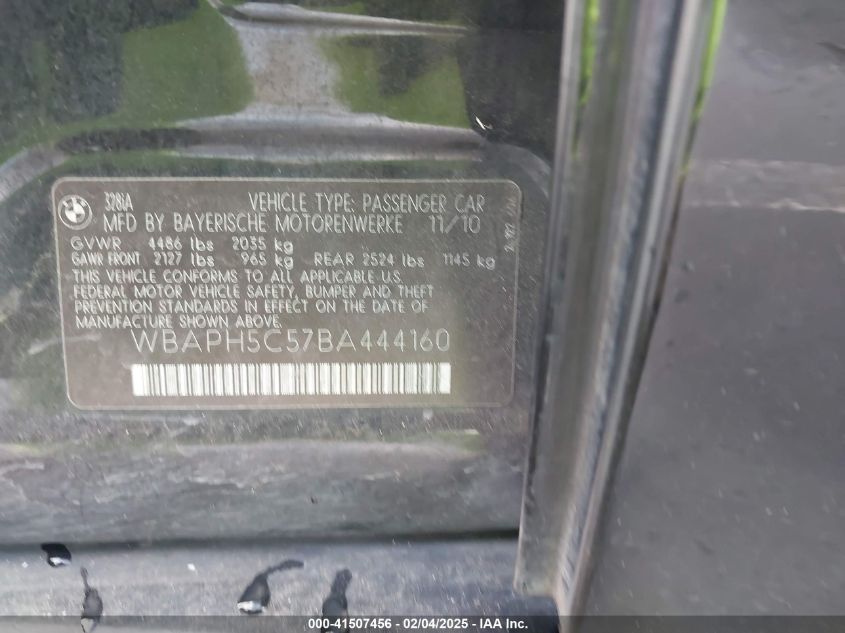 328iA VEHICLE TYPE: PASSENGER CAR
MFD BY BAYERISCHE MOTORENWERKE 11/10
GVWR 4486 lbs 2035 kg
GAWR FRONT 2127 lbs 965 kg REAR 2524 lbs 1145 kg
THIS VEHICLE CONFORMS TO ALL APPLICABLE U.S.
FEDERAL MOTOR VEHICLE SAFETY, BUMPER AND THEFT
PREVENTION STANDARDS IN EFFECT ON THE DATE OF
MANUFACTURE SHOWN ABOVE.
WBAPH5C57BA444160
000-41507456 - 02/04/2025 - IAA Inc.